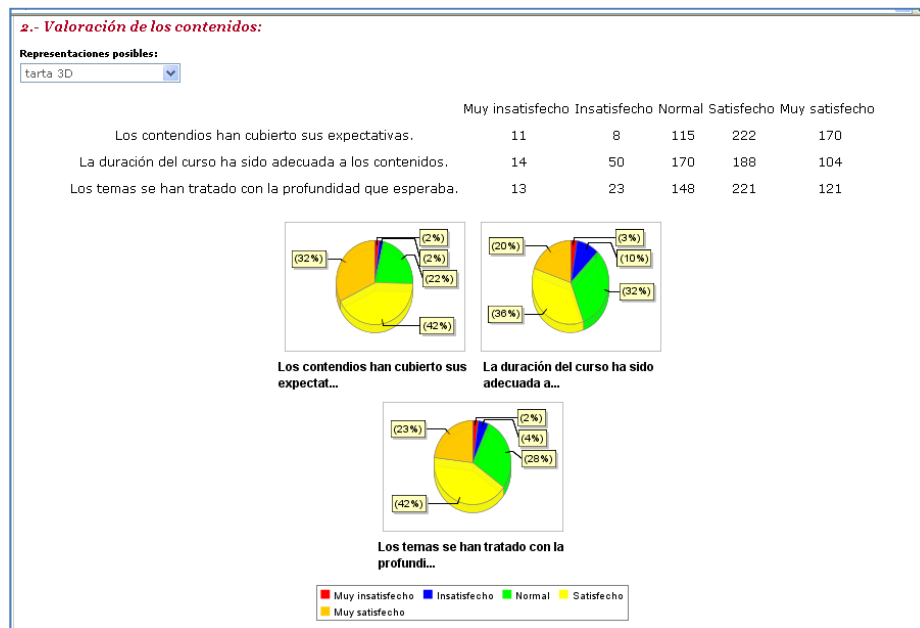 2.- Valoración de los contenidos:
Representaciones posibles:
tarta 3D
Muy insatisfecho Insatisfecho Normal Satisfecho Muy satisfecho
Los contendios han cubierto sus expectativas. 11 8 115 222 170
La duración del curso ha sido adecuada a los contenidos. 14 50 170 188 104
Los temas se han tratado con la profundidad que esperaba. 13 23 148 221 121
(2%)
(32%)
(2%)
(22%)
(42%)
Los contendios han cubierto sus
expectat...
(3%)
(20%)
(10%)
(32%)
(36%)
La duración del curso ha sido
adecuada a...
(2%)
(23%)
(4%)
(28%)
(42%)
Los temas se han tratado con la
profundi...
Muy insatisfecho Insatisfecho Normal Satisfecho
Muy satisfecho